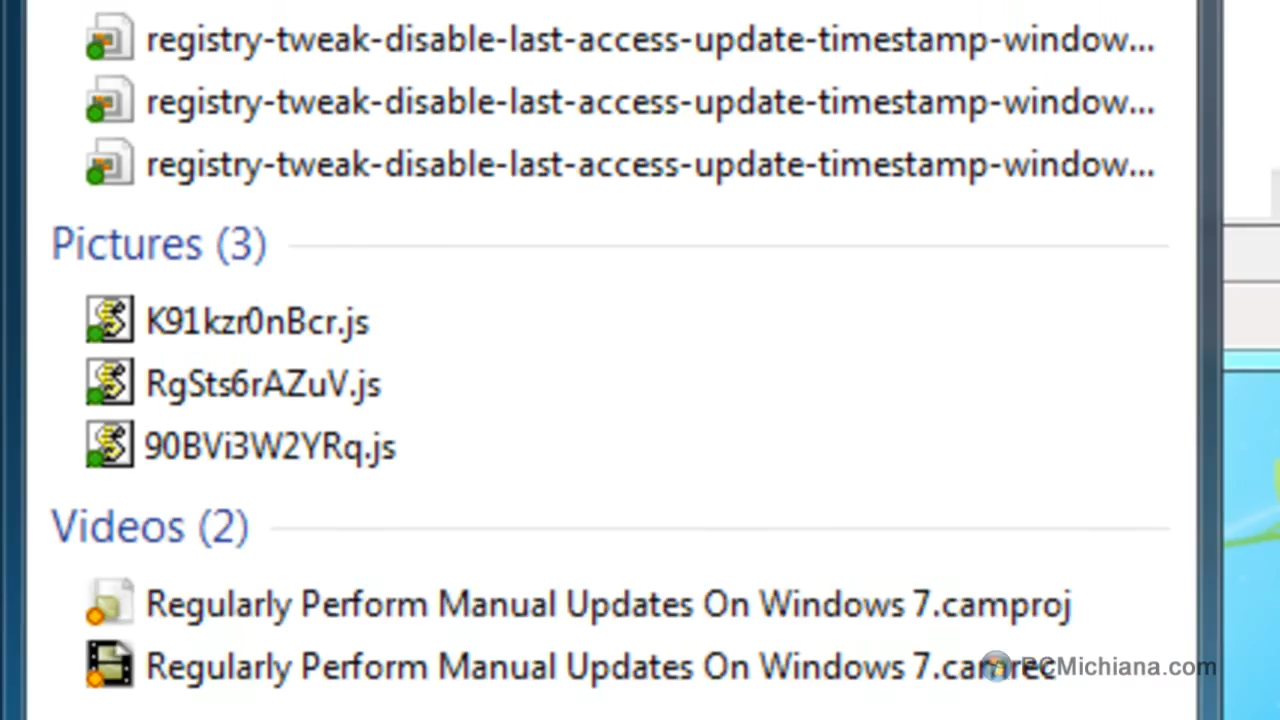 registry-tweak-disable-last-access-update-timestamp-window...
registry-tweak-disable-last-access-update-timestamp-window...
registry-tweak-disable-last-access-update-timestamp-window...
Pictures (3)
K91kzr0nBcr.js
RgSts6rAZuV.js
90BVi3W2YRq.js
Videos (2)
Regularly Perform Manual Updates On Windows 7.camproj
Regularly Perform Manual Updates On Windows 7.camrec
PCMichiana.com